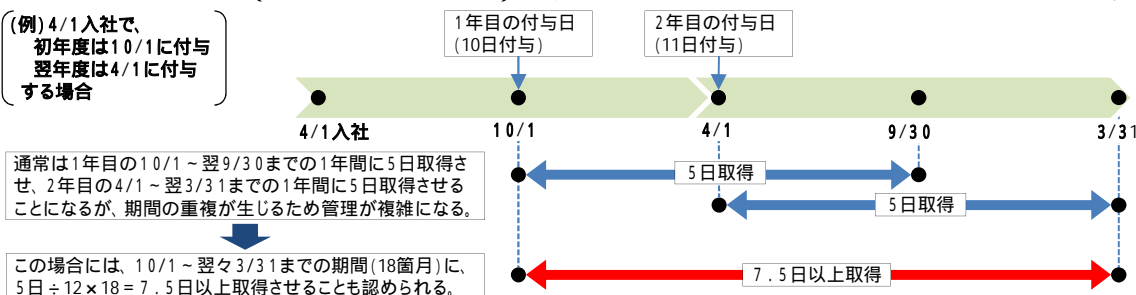 (例)4/1入社で、
初年度は10/1に付与
翌年度は4/1に付与
する場合
1年目の付与日
(10日付与)
2年目の付与日
(11日付与)
4/1入社
10/1
4/1
9/30
3/31
通常は1年目の10/1~翌9/30までの1年間に5日取得さ
せ、2年目の4/1~翌3/31までの1年間に5日取得させる
ことになるが、期間の重複が生じるため管理が複雑になる。
5日取得
5日取得
この場合には、10/1~翌々3/31までの期間(18箇月)に、
5日÷12×18=7.5日以上取得させることも認められる。
7.5日以上取得